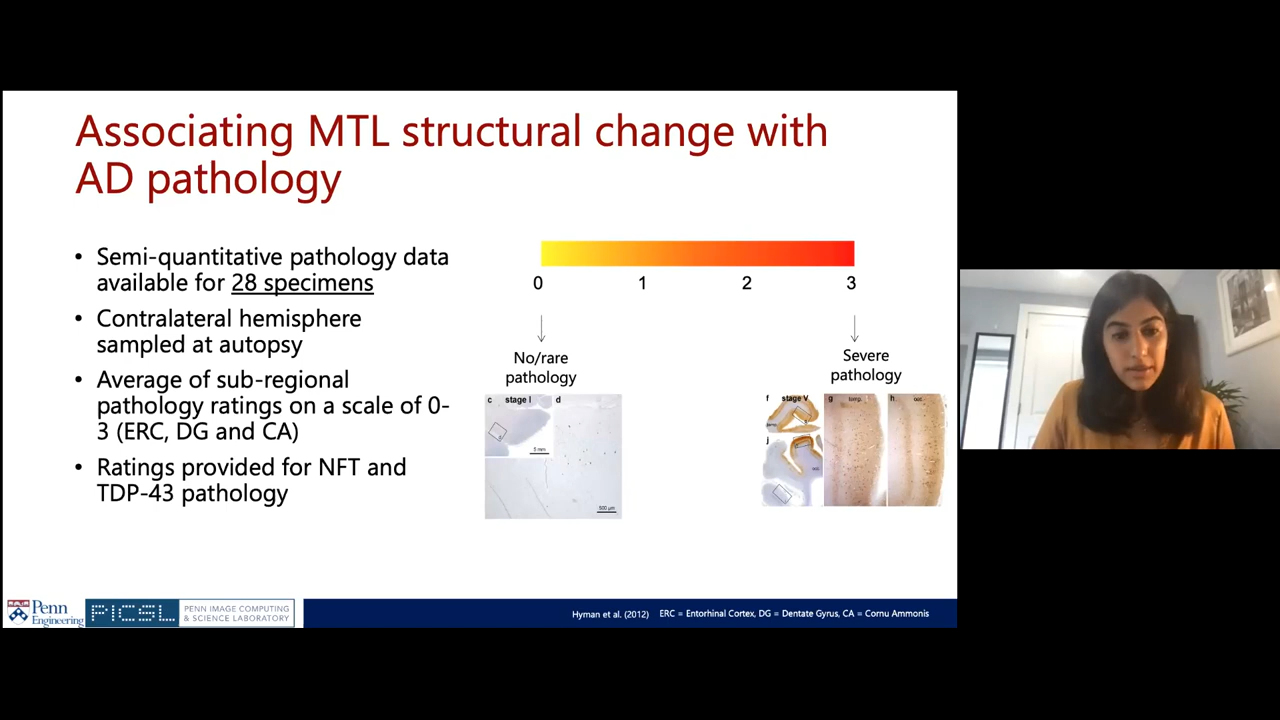 Associating MTL structural change with
AD pathology
• Semi-quantitative pathology data
available for 28 specimens
• Contralateral hemisphere
sampled at autopsy
• Average of sub-regional
pathology ratings on a scale of 0-
3 (ERC, DG and CA)
• Ratings provided for NFT and
TDP-43 pathology
0 1 2 3
No/rare
pathology
Severe
pathology
c stage I d
5 mm
900 µm
f stage V g temp. h occ.
j
Penn
Engineering
PICSL
PENN IMAGE COMPUTING
& SCIENCE LABORATORY
Hyman et al. (2012) ERC = Entorhinal Cortex, DG = Dentate Gyrus, CA = Cornu Ammonis